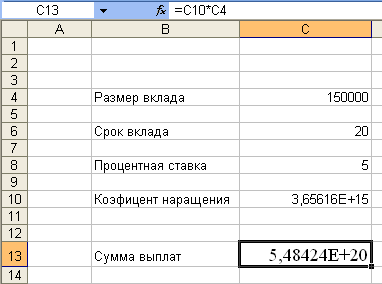 C13 fx =C10*C4
A B C
1
2
3
4 Размер вклада 150000
5
6 Срок вклада 20
7
8 Процентная ставка 5
9
10 Коэфицент наращения 3,65616E+15
11
12
13 Сумма выплат 5,48424E+20
14